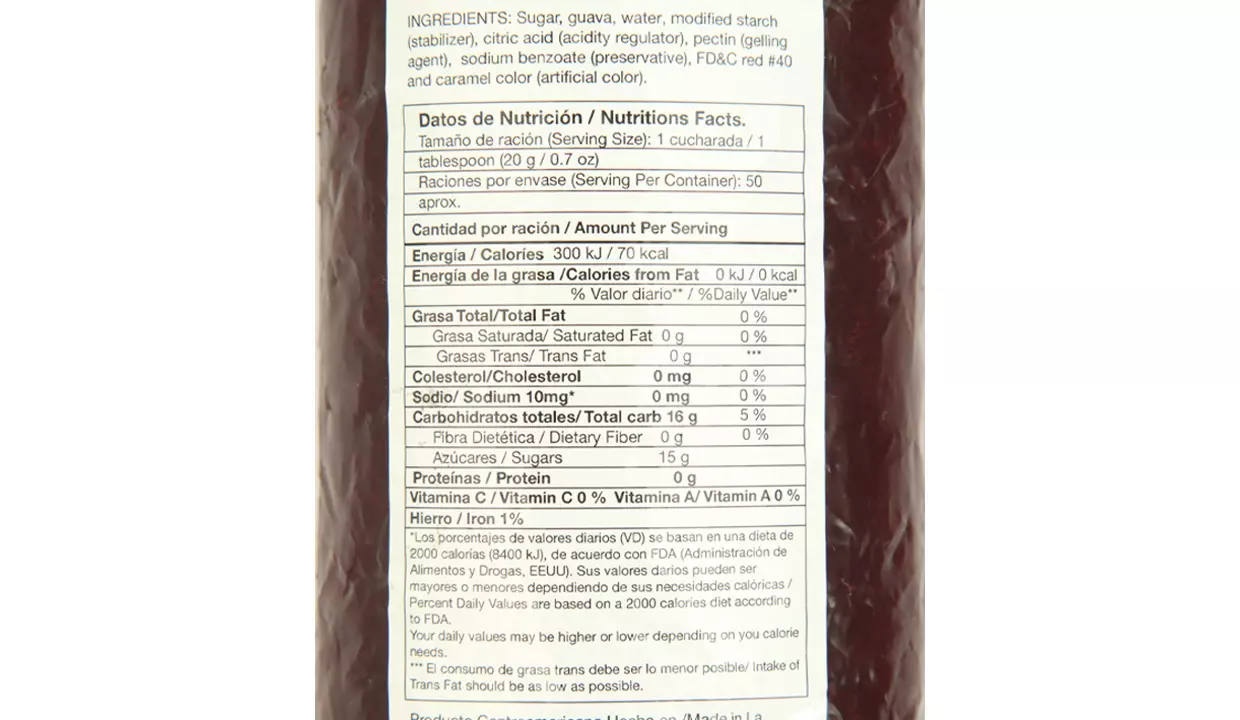 INGREDIENTS: Sugar, guava, water, modified starch
(stabilizer), citric acid (acidity regulator), pectin (gelling
agent), sodium benzoate (preservative), FD&C red #40
and caramel color (artificial color).
Datos de Nutrición / Nutritions Facts.
Tamaño de ración (Serving Size): 1 cucharada / 1
tablespoon (20 g / 0.7 oz)
Raciones por envase (Serving Per Container): 50
aprox.
Cantidad por ración / Amount Per Serving
Energía / Calories 300 kJ / 70 kcal
Energía de la grasa /Calories from Fat 0 kJ / 0 kcal
% Valor diario** / %Daily Value**
Grasa Total/Total Fat 0 %
Grasa Saturada/ Saturated Fat 0 g 0 %
Grasas Trans/ Trans Fat 0 g ***
Colesterol/Cholesterol 0 mg 0 %
Sodio/ Sodium 10mg* 0 mg 0 %
Carbohidratos totales/ Total carb 16 g 5 %
Fibra Dietética / Dietary Fiber 0 g 0 %
Azúcares / Sugars 15 g
Proteínas / Protein 0 g
Vitamina C / Vitamin C 0 % Vitamina A/ Vitamin A 0 %
Hierro / Iron 1%
*Los porcentajes de valores diarios (VD) se basan en una dieta de
2000 calorías (8400 kJ), de acuerdo con FDA (Administración de
Alimentos y Drogas, EEUU). Sus valores darios pueden ser
mayores o menores dependiendo de sus necesidades calóricas /
Percent Daily Values are based on a 2000 calories diet according
to FDA.
Your daily values may be higher or lower depending on you calorie
needs.
*** El consumo de grasa trans debe ser lo menor posible/ Intake of
Trans Fat should be as low as possible.
Producto Centroamericano Hecho en /Made in La